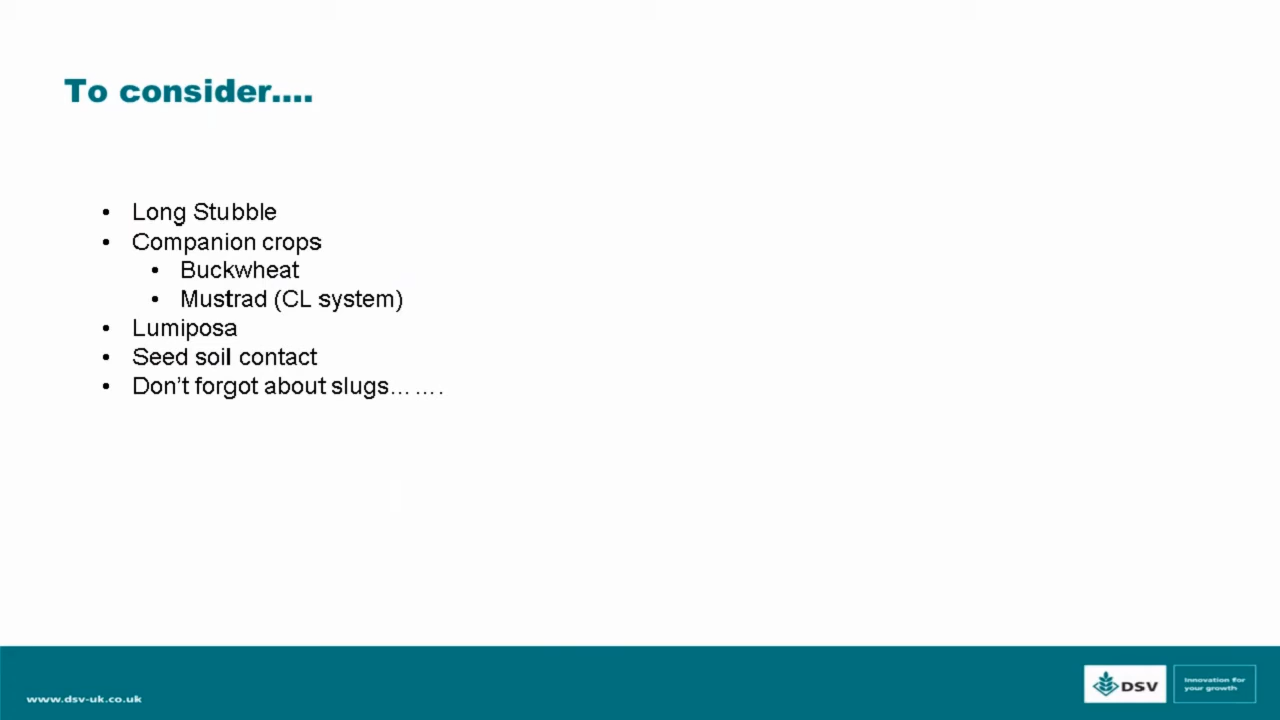 To consider....
• Long Stubble
• Companion crops
• Buckwheat
• Mustrad (CL system)
• Lumiposa
• Seed soil contact
• Don't forgot about slugs... ....
www.dsv-uk.co.uk
DSV
Innovation for
your growth